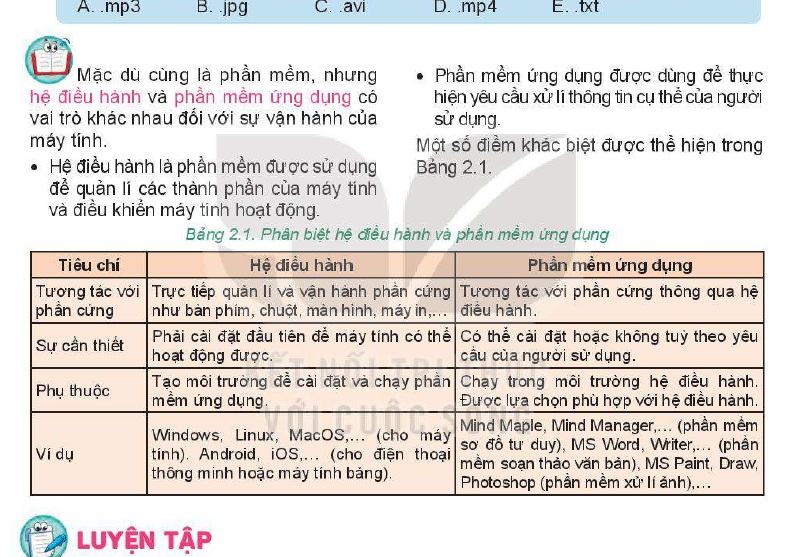 A. .mp3 B. .jpg C. .avi D. .mp4 E. .txt
Mặc dù cùng là phần mềm, nhưng
hệ điều hành và phần mềm ứng dụng có
vai trò khác nhau đối với sự vận hành của
máy tính.
• Hệ điều hành là phần mềm được sử dụng
để quản lí các thành phần của máy tính
và điều khiển máy tính hoạt động.
• Phần mềm ứng dụng được dùng để thực
hiện yêu cầu xử lí thông tin cụ thể của người
sử dụng.
Một số điểm khác biệt được thể hiện trong
Bảng 2.1.
Bảng 2.1. Phân biệt hệ điều hành và phần mềm ứng dụng
Tiêu chí Hệ điều hành Phần mềm ứng dụng
Tương tác với
phần cứng
Trực tiếp quản lí và vận hành phần cứng
như bàn phím, chuột, màn hình, máy in,...
Tương tác với phần cứng thông qua hệ
điều hành.
Sự cần thiết
Phải cài đặt đầu tiên để máy tính có thể
hoạt động được.
Có thể cài đặt hoặc không tuỳ theo yêu
cầu của người sử dụng.
Phụ thuộc
Tạo môi trường để cài đặt và chạy phần
mềm ứng dụng.
Chạy trong môi trường hệ điều hành.
Được lựa chọn phù hợp với hệ điều hành.
Ví dụ
Windows, Linux, MacOS,... (cho máy
tính). Android, iOS,... (cho điện thoại
thông minh hoặc máy tính bảng).
Mind Maple, Mind Manager,... (phần mềm
sơ đồ tư duy), MS Word, Writer,... (phần
mềm soạn thảo văn bản), MS Paint, Draw,
Photoshop (phần mềm xử lí ảnh),...
KẾT NỐI TRI THỨC
VỚI CUỘC SỐNG
LUYỆN TẬP